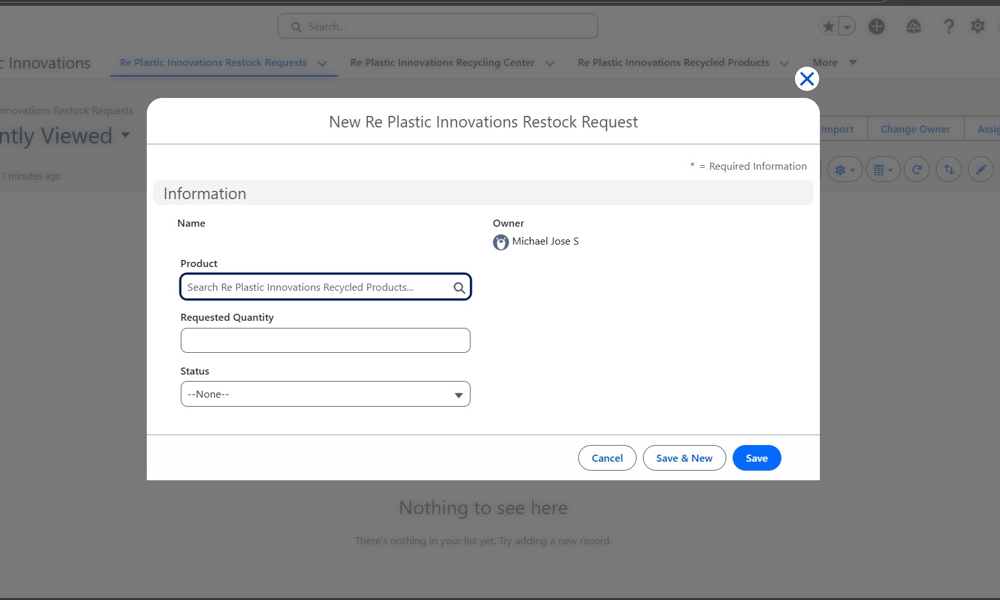 Search...
c Innovations
Re Plastic Innovations Restock Requests
Re Plastic Innovations Recycling Center
Re Plastic Innovations Recycled Products
More
nnovations Restock Requests
ntly Viewed
Import
Change Owner
Assig
1 minutes ago
New Re Plastic Innovations Restock Request
* = Required Information
Information
Name
Owner
Michael Jose S
Product
Search Re Plastic Innovations Recycled Products...
Requested Quantity
Status
--None--
Cancel
Save & New
Save
Nothing to see here
There's nothing in your list yet. Try adding a new record.